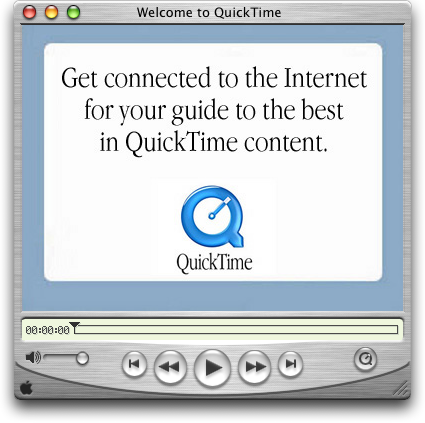 Welcome to QuickTime
Get connected to the Internet
for your guide to the best
in QuickTime content.
QuickTime
00:00:00